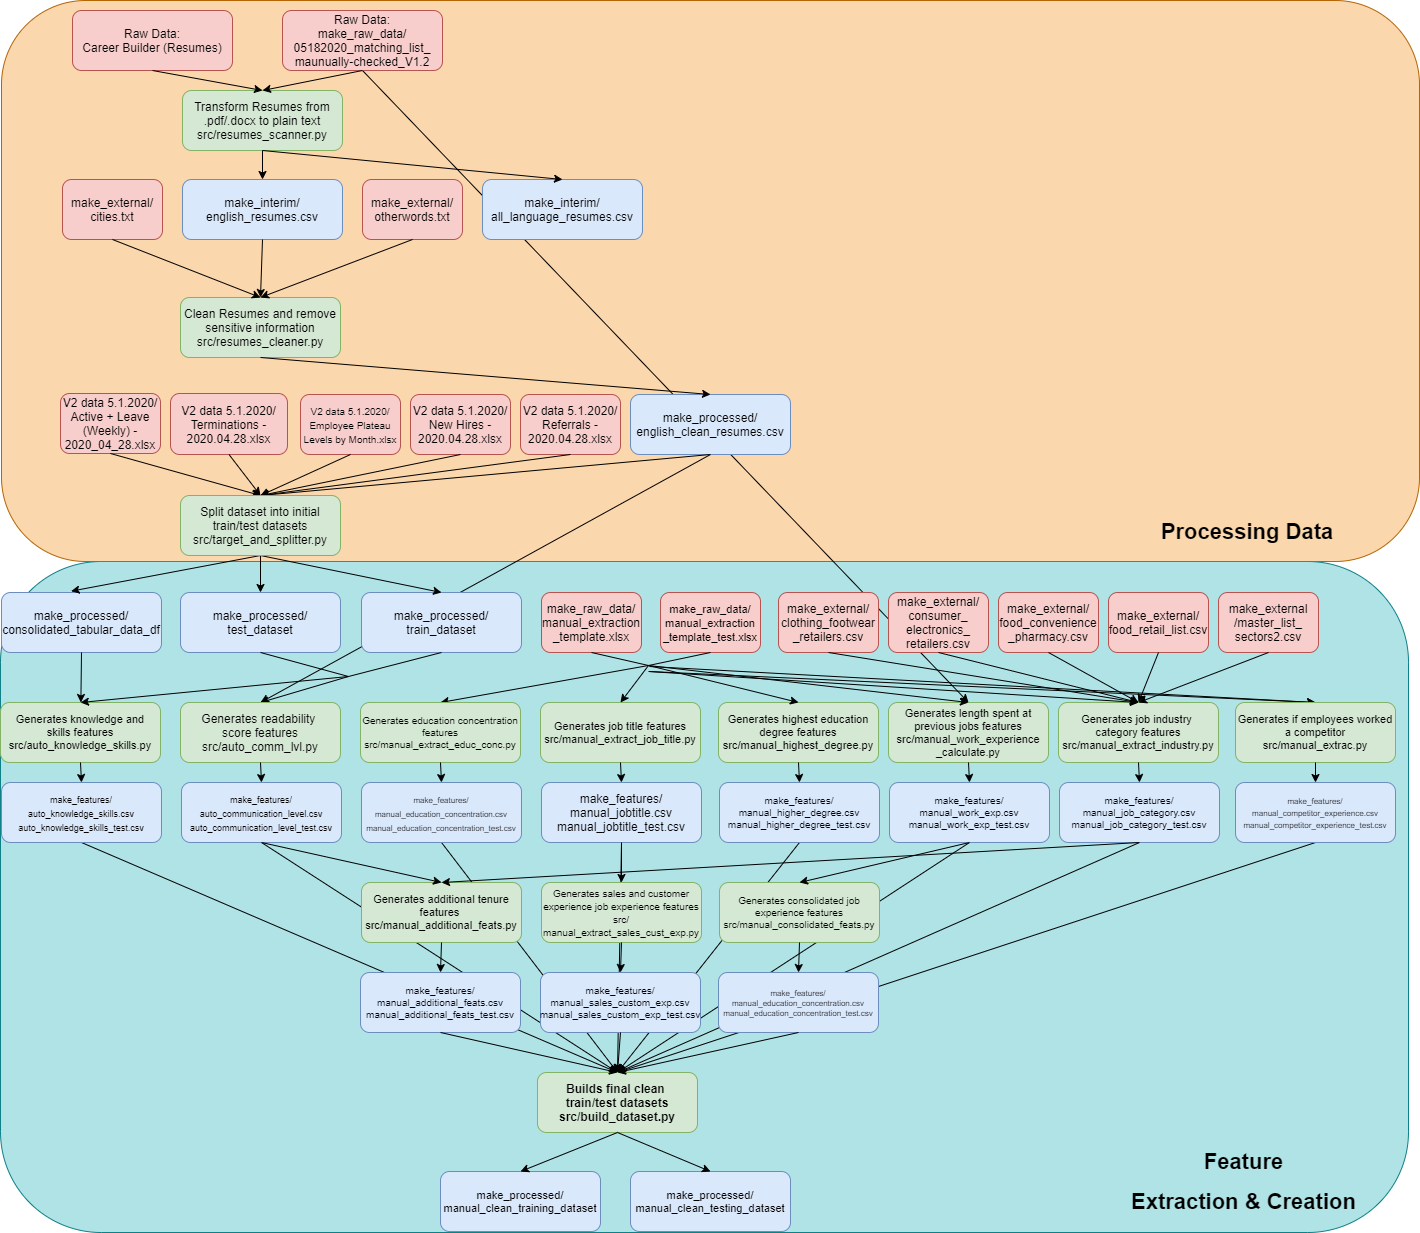 Raw Data:
Career Builder (Resumes)
Raw Data:
make_raw_data/
05182020_matching_list_
maunually-checked_V1.2
Transform Resumes from
.pdf/.docx to plain text
src/resumes_scanner.py
make_external/
cities.txt
make_interim/
english_resumes.csv
make_external/
otherwords.txt
make_interim/
all_language_resumes.csv
Clean Resumes and remove
sensitive information
src/resumes_cleaner.py
V2 data 5.1.2020/
Active + Leave
(Weekly) -
2020_04_28.xlsx
V2 data 5.1.2020/
Terminations -
2020.04.28.xlsx
V2 data 5.1.2020/
Employee Plateau
Levels by Month.xlsx
V2 data 5.1.2020/
New Hires -
2020.04.28.xlsx
V2 data 5.1.2020/
Referrals -
2020.04.28.xlsx
make_processed/
english_clean_resumes.csv
Split dataset into initial
train/test datasets
src/target_and_splitter.py
Processing Data
make_processed/
consolidated_tabular_data_df
make_processed/
test_dataset
make_processed/
train_dataset
make_raw_data/
manual_extraction
_template.xlsx
make_raw_data/
manual_extraction
_template_test.xlsx
make_external/
clothing_footwear
_retailers.csv
make_external/
consumer_
electronics_
retailers.csv
make_external/
food_convenience
_pharmacy.csv
make_external/
food_retail_list.csv
make_external
/master_list_
sectors2.csv
Generates knowledge and
skills features
src/auto_knowledge_skills.py
Generates readability
score features
src/auto_comm_lvl.py
Generates education concentration
features
src/manual_extract_educ_conc.py
Generates job title features
src/manual_extract_job_title.py
Generates highest education
degree features
src/manual_highest_degree.py
Generates length spent at
previous jobs features
src/manual_work_experience
_calculate.py
Generates job industry
category features
src/manual_extract_industry.py
Generates if employees worked
a competitor
src/manual_extrac.py
make_features/
auto_knowledge_skills.csv
auto_knowledge_skills_test.csv
make_features/
auto_communication_level.csv
auto_communication_level_test.csv
make_features/
manual_education_concentration.csv
manual_education_concentration_test.csv
make_features/
manual_jobtitle.csv
manual_jobtitle_test.csv
make_features/
manual_higher_degree.csv
manual_higher_degree_test.csv
make_features/
manual_work_exp.csv
manual_work_exp_test.csv
make_features/
manual_job_category.csv
manual_job_category_test.csv
make_features/
manual_competitor_experience.csv
manual_competitor_experience_test.csv
Generates additional tenure
features
src/manual_additional_feats.py
Generates sales and customer
experience job experience features
src/
manual_extract_sales_cust_exp.py
Generates consolidated job
experience features
src/manual_consolidated_feats.py
make_features/
manual_additional_feats.csv
manual_additional_feats_test.csv
make_features/
manual_sales_custom_exp.csv
manual_sales_custom_exp_test.csv
make_features/
manual_education_concentration.csv
manual_education_concentration_test.csv
Builds final clean
train/test datasets
src/build_dataset.py
make_processed/
manual_clean_training_dataset
make_processed/
manual_clean_testing_dataset
Feature
Extraction & Creation